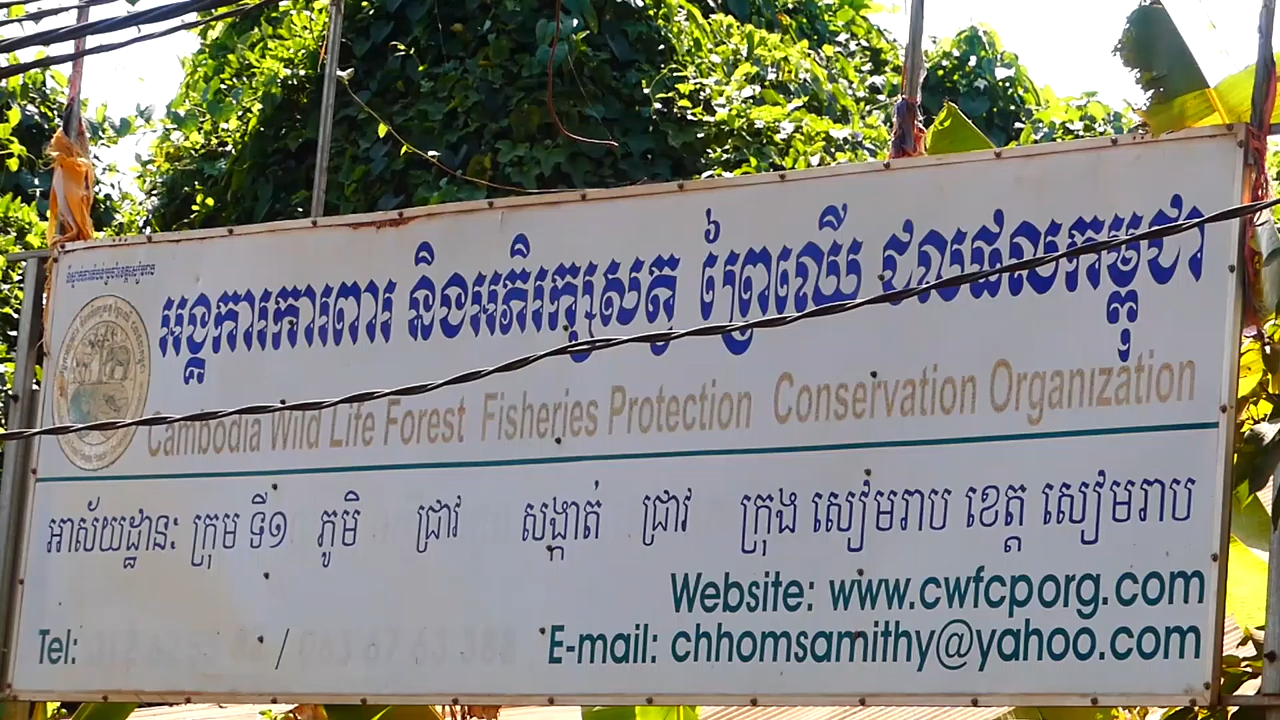 អង្គការការពារ និងអភិរក្សសត្វ ព្រៃឈើ ជលផលកម្ពុជា
Cambodia Wild Life Forest Fisheries Protection Conservation Organization
អាស័យដ្ឋាន: ក្រុម ទី១ ភូមិ ជ្រាវ សង្កាត់ ជ្រាវ ក្រុង សៀមរាប ខេត្ត សៀមរាប
Website: www.cwfcporg.com
Tel: / E-mail: chhomsamithy@yahoo.com